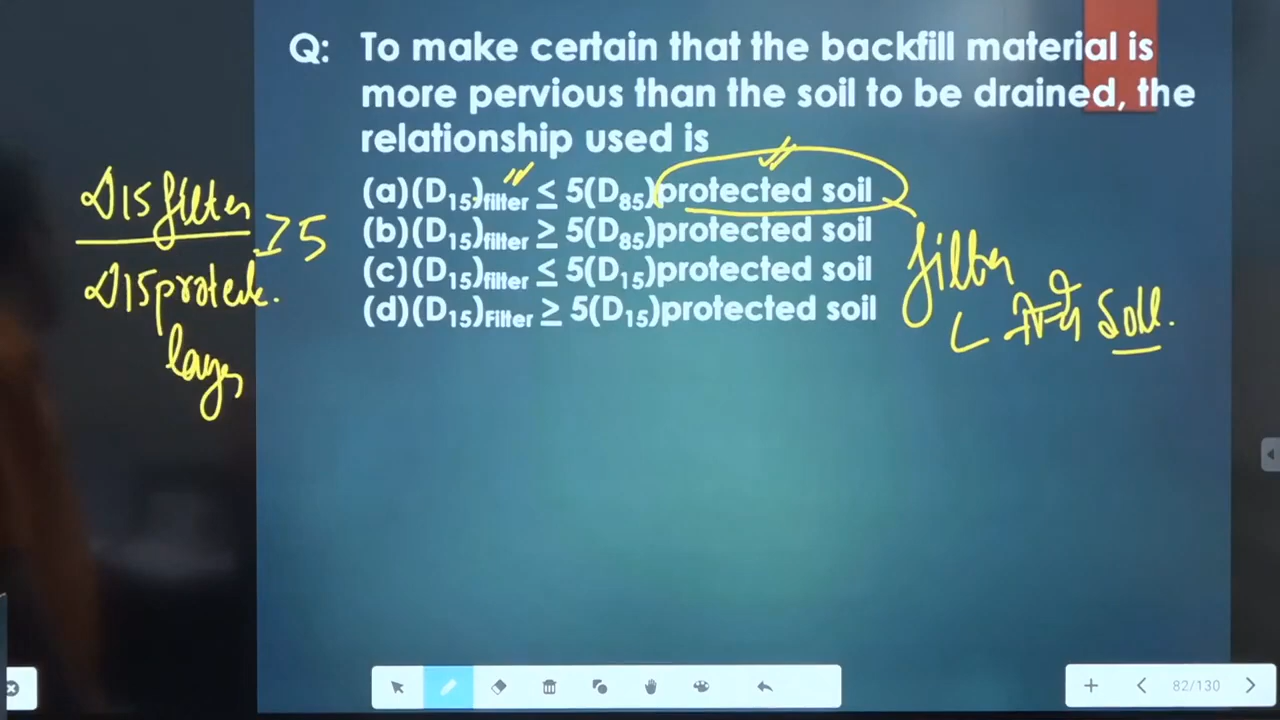 Q: To make certain that the backfill material is
more pervious than the soil to be drained, the
relationship used is
(a)(D₁₅)filter ≤ 5(D₈₅)protected soil
(b)(D₁₅)filter ≥ 5(D₈₅)protected soil
(c)(D₁₅)filter ≤ 5(D₁₅)protected soil
(d)(D₁₅)Filter ≥ 5(D₁₅)protected soil
D15 filter
≥ 5
D15 protect.
layer
filter
soil.
82/130